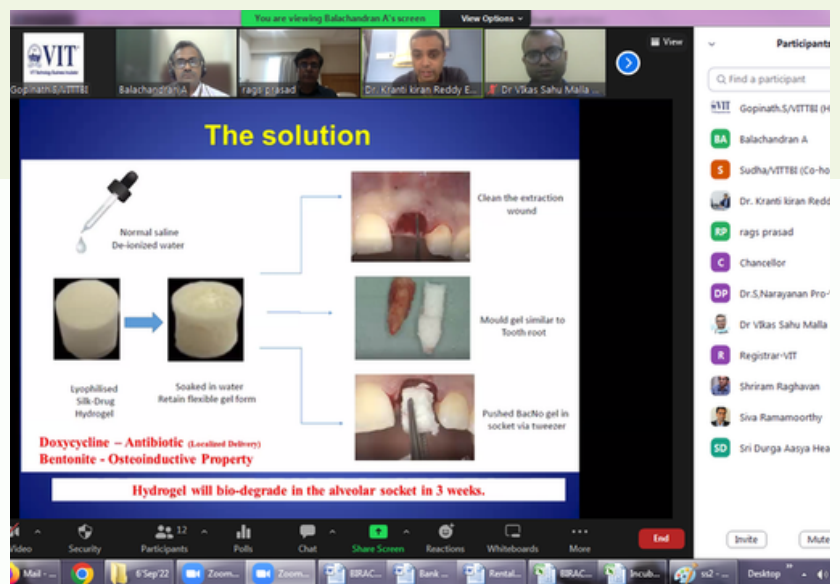 You are viewing Balachandran A's screen
View Options
VIT
Gopinath.S/VITTBI
Balachandran A
rags prasad
Dr. Kranti kiran Reddy E...
Dr Vikas Sahu Malla ...
View
Participants
Find a participant
Gopinath.S/VITTBI (H
BA Balachandran A
S Sudha/VITTBI (Co-ho
Dr. Kranti kiran Redd
RP rags prasad
C Chancellor
DP Dr.S,Narayanan Pro-
Dr Vikas Sahu Malla
R Registrar-VIT
Shriram Raghavan
Siva Ramamoorthy
SD Sri Durga Aasya Hea
Invite
Mute
The solution
Normal saline
De-ionized water
Lyophilised
Silk-Drug
Hydrogel
Soaked in water
Retain flexible gel form
Clean the extraction
wound
Mould gel similar to
Tooth root
Pushed BacNo gel in
socket via tweezer
Doxycycline – Antibiotic (Localized Delivery)
Bentonite - Osteoinductive Property
Hydrogel will bio-degrade in the alveolar socket in 3 weeks.
Video
Security
Participants
12
Polls
Chat
Share Screen
Reactions
Whiteboards
More
End
Mail - ...
6'Sep'22
Zoom...
Zoom...
BIRAC...
Bank ...
Rental...
BIRAC...
Incub...
ss2 - ...
Desktop